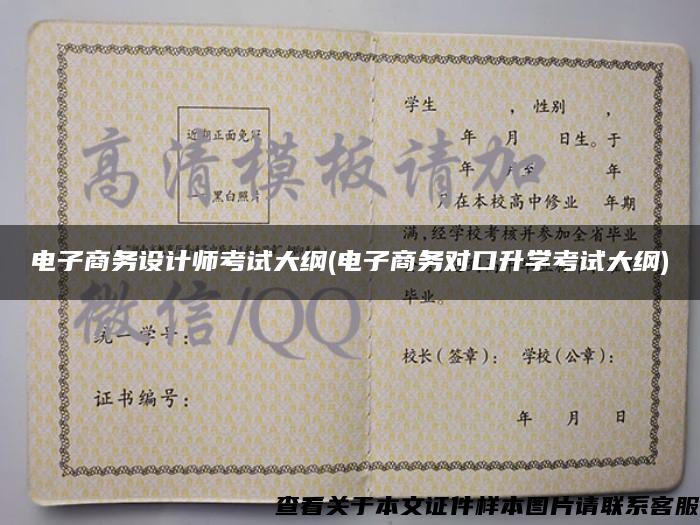 学生　　，性别　　，
年　月　日生。于
近期正面免冠
年　月至　　年
高清模板请加
黑白照片
月在本校高中修业　年期
满，经学校考核并参加全省毕业
电子商务设计师考试大纲(电子商务对口升学考试大纲)
毕业。
微信/QQ
统一学号：
校长（签章）：　学校（公章）：
证书编号：
年　月　日
查看关于本文证件样本图片请联系客服